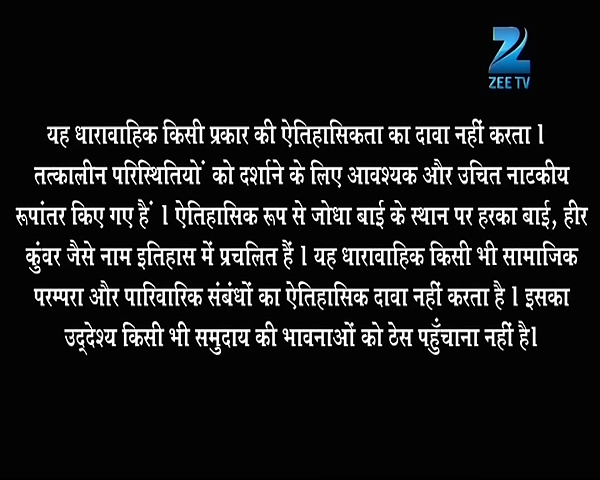 ZEE TV
यह धारावाहिक किसी प्रकार की ऐतिहासिकता का दावा नहीं करता l
तत्कालीन परिस्थितियों को दर्शाने के लिए आवश्यक और उचित नाटकीय
रूपांतर किए गए हैं l ऐतिहासिक रूप से जोधा बाई के स्थान पर हरका बाई, हीर
कुंवर जैसे नाम इतिहास में प्रचलित हैं l यह धारावाहिक किसी भी सामाजिक
परम्परा और पारिवारिक संबंधों का ऐतिहासिक दावा नहीं करता है l इसका
उद्देश्य किसी भी समुदाय की भावनाओं को ठेस पहुँचाना नहीं है।